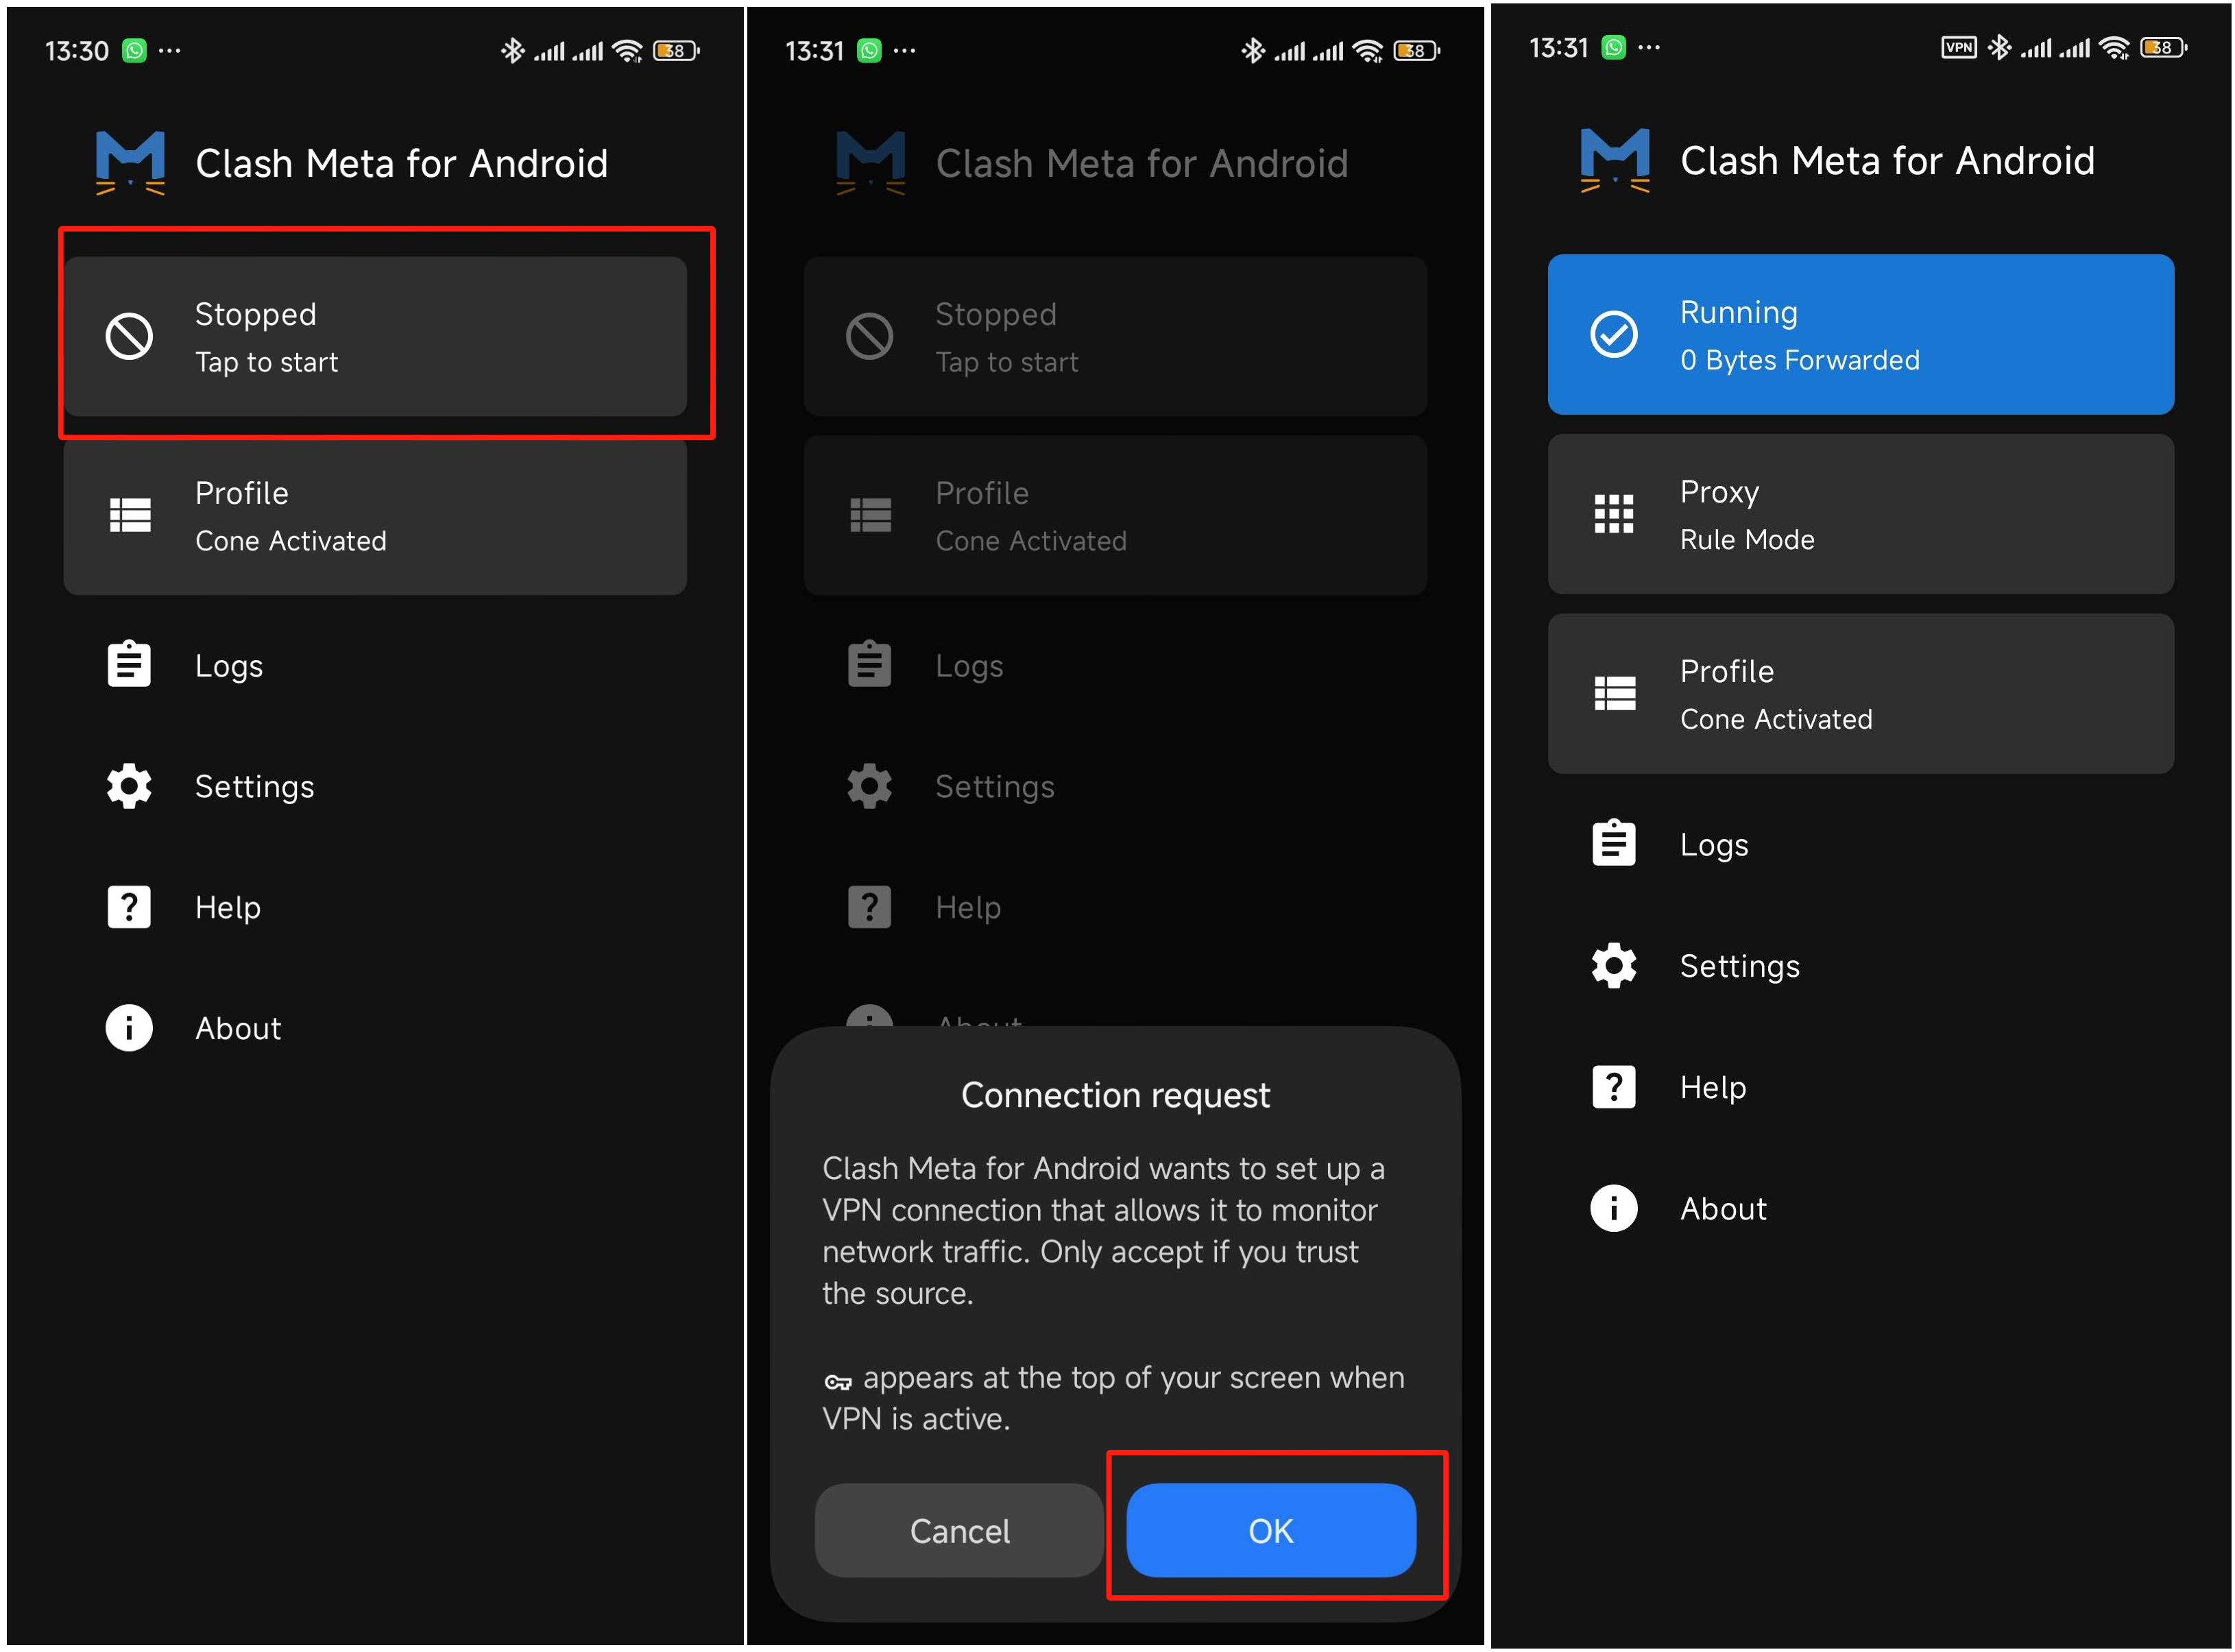 13:30
38
Clash Meta for Android
Stopped
Tap to start
Profile
Cone Activated
Logs
Settings
Help
About
13:31
38
Clash Meta for Android
Stopped
Tap to start
Profile
Cone Activated
Logs
Settings
Help
About
Connection request
Clash Meta for Android wants to set up a
VPN connection that allows it to monitor
network traffic. Only accept if you trust
the source.
appears at the top of your screen when
VPN is active.
Cancel
OK
13:31
VPN
38
Clash Meta for Android
Running
0 Bytes Forwarded
Proxy
Rule Mode
Profile
Cone Activated
Logs
Settings
Help
About